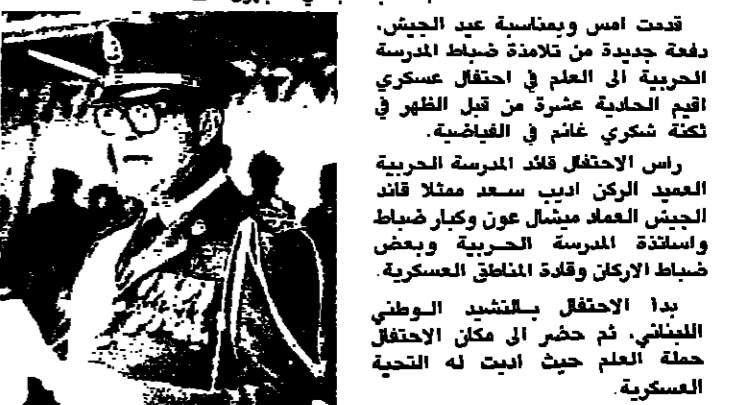 قدمت امس وبمناسبة عيد الجيش،
دفعة جديدة من تلامذة ضباط المدرسة
الحربية الى العلم في احتفال عسكري
اقيم الحادية عشرة من قبل الظهر في
ثكنة شكري غانم في الفياضية.
راس الاحتفال قائد المدرسة الحربية
العميد الركن اديب سعد ممثلا قائد
الجيش العماد ميشال عون وكبار ضباط
واساتذة المدرسة الحربية وبعض
ضباط الاركان وقادة المناطق العسكرية.
بدأ الاحتفال بالنشيد الوطني
اللبناني، ثم حضر الى مكان الاحتفال
حملة العلم حيث اديت له التحية
العسكرية.